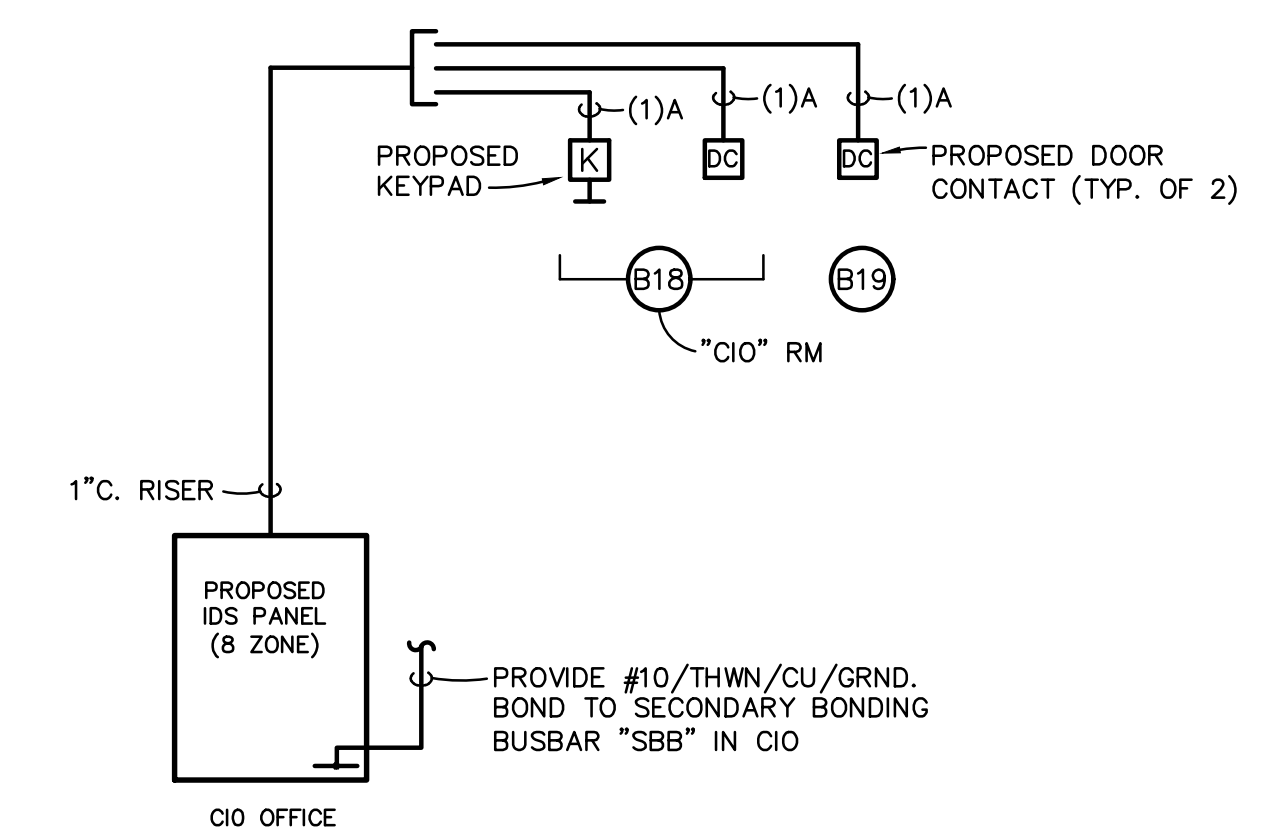 (1)A
(1)A
(1)A
PROPOSED
KEYPAD
K
DC
DC
PROPOSED DOOR
CONTACT (TYP. OF 2)
B18
B19
"CIO" RM
1"C. RISER
PROPOSED
IDS PANEL
(8 ZONE)
PROVIDE #10/THWN/CU/GRND.
BOND TO SECONDARY BONDING
BUSBAR "SBB" IN CIO
CIO OFFICE